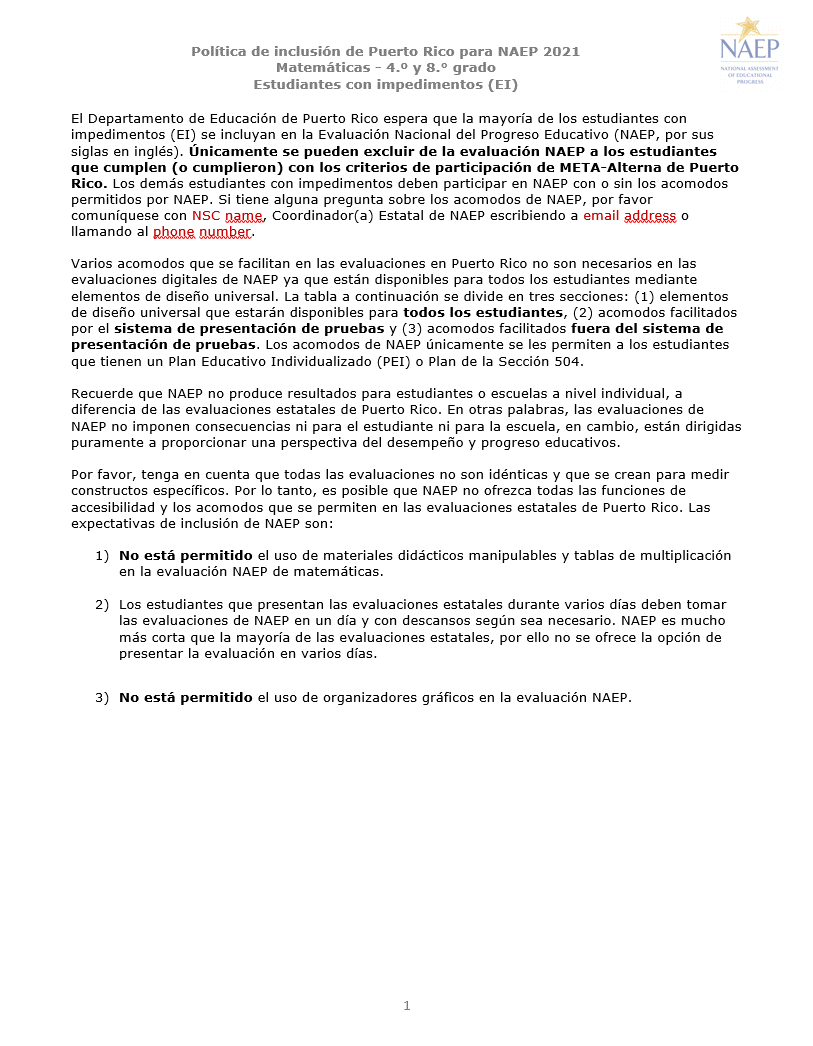 Política de inclusión de Puerto Rico para NAEP 2021
Matemáticas - 4.º y 8.º grado
Estudiantes con impedimentos (EI)
NAEP
NATIONAL ASSESSMENT
OF EDUCATIONAL
PROGRESS
El Departamento de Educación de Puerto Rico espera que la mayoría de los estudiantes con
impedimentos (EI) se incluyan en la Evaluación Nacional del Progreso Educativo (NAEP, por sus
siglas en inglés). Únicamente se pueden excluir de la evaluación NAEP a los estudiantes
que cumplen (o cumplieron) con los criterios de participación de META-Alterna de Puerto
Rico. Los demás estudiantes con impedimentos deben participar en NAEP con o sin los acomodos
permitidos por NAEP. Si tiene alguna pregunta sobre los acomodos de NAEP, por favor
comuníquese con NSC name, Coordinador(a) Estatal de NAEP escribiendo a email address o
llamando al phone number.
Varios acomodos que se facilitan en las evaluaciones en Puerto Rico no son necesarios en las
evaluaciones digitales de NAEP ya que están disponibles para todos los estudiantes mediante
elementos de diseño universal. La tabla a continuación se divide en tres secciones: (1) elementos
de diseño universal que estarán disponibles para todos los estudiantes, (2) acomodos facilitados
por el sistema de presentación de pruebas y (3) acomodos facilitados fuera del sistema de
presentación de pruebas. Los acomodos de NAEP únicamente se les permiten a los estudiantes
que tienen un Plan Educativo Individualizado (PEI) o Plan de la Sección 504.
Recuerde que NAEP no produce resultados para estudiantes o escuelas a nivel individual, a
diferencia de las evaluaciones estatales de Puerto Rico. En otras palabras, las evaluaciones de
NAEP no imponen consecuencias ni para el estudiante ni para la escuela, en cambio, están dirigidas
puramente a proporcionar una perspectiva del desempeño y progreso educativos.
Por favor, tenga en cuenta que todas las evaluaciones no son idénticas y que se crean para medir
constructos específicos. Por lo tanto, es posible que NAEP no ofrezca todas las funciones de
accesibilidad y los acomodos que se permiten en las evaluaciones estatales de Puerto Rico. Las
expectativas de inclusión de NAEP son:
1) No está permitido el uso de materiales didácticos manipulables y tablas de multiplicación
en la evaluación NAEP de matemáticas.
2) Los estudiantes que presentan las evaluaciones estatales durante varios días deben tomar
las evaluaciones de NAEP en un día y con descansos según sea necesario. NAEP es mucho
más corta que la mayoría de las evaluaciones estatales, por ello no se ofrece la opción de
presentar la evaluación en varios días.
3) No está permitido el uso de organizadores gráficos en la evaluación NAEP.
1